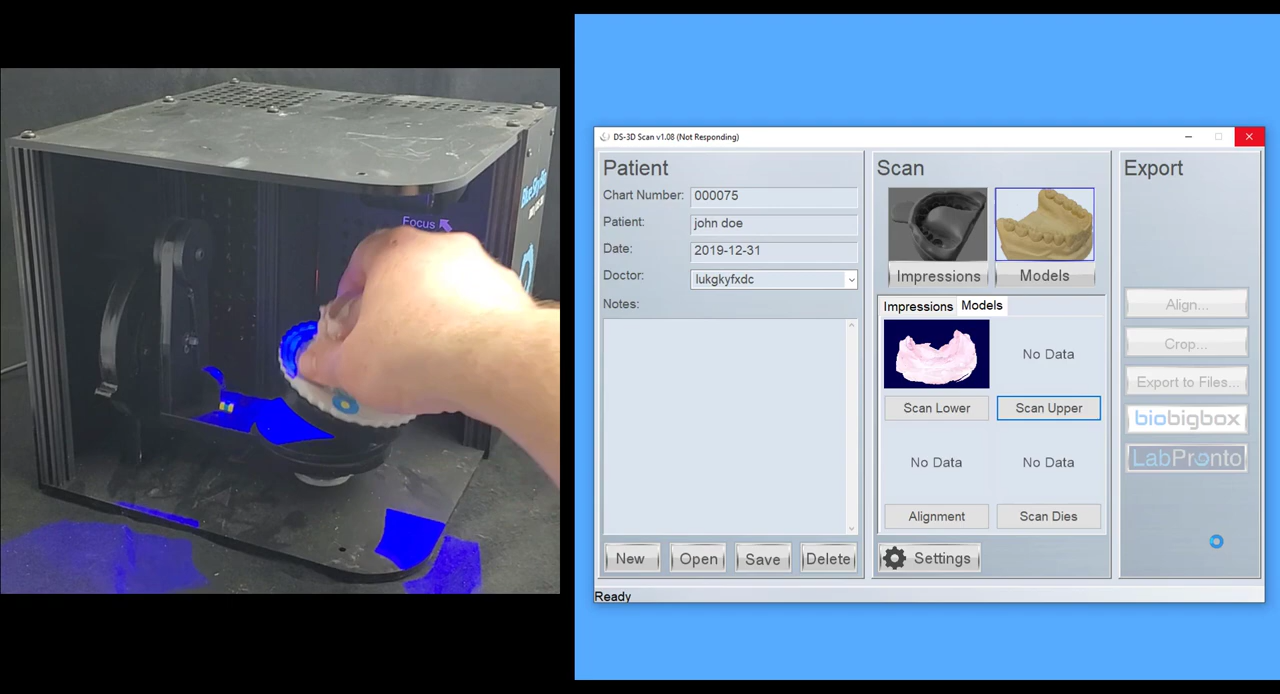 Focus
BlueSkyBio
DS-3D Scan v1.08 (Not Responding)
Patient
Chart Number: 000075
Patient: john doe
Date: 2019-12-31
Doctor: lukgkyfxdc
Notes:
New Open Save Delete
Ready
Scan
Impressions Models
Impressions Models
No Data
Scan Lower Scan Upper
No Data No Data
Alignment Scan Dies
Settings
Export
Align...
Crop...
Export to Files...
biobigbox
LabPronto